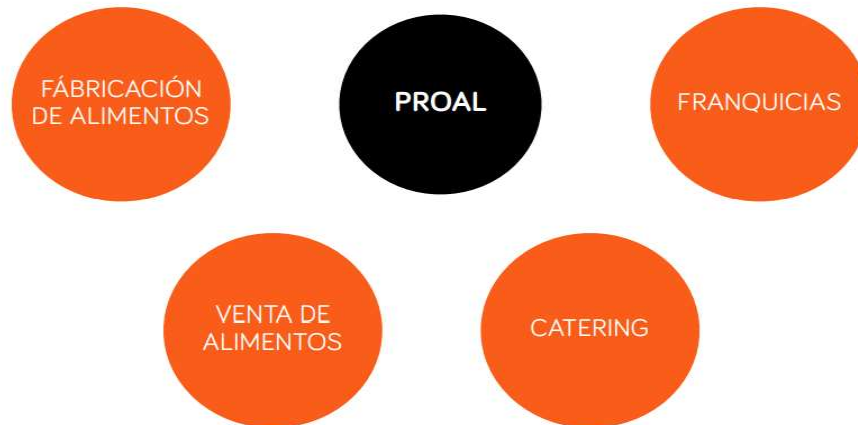 FÁBRICACIÓN
DE ALIMENTOS
PROAL
FRANQUICIAS
VENTA DE
ALIMENTOS
CATERING